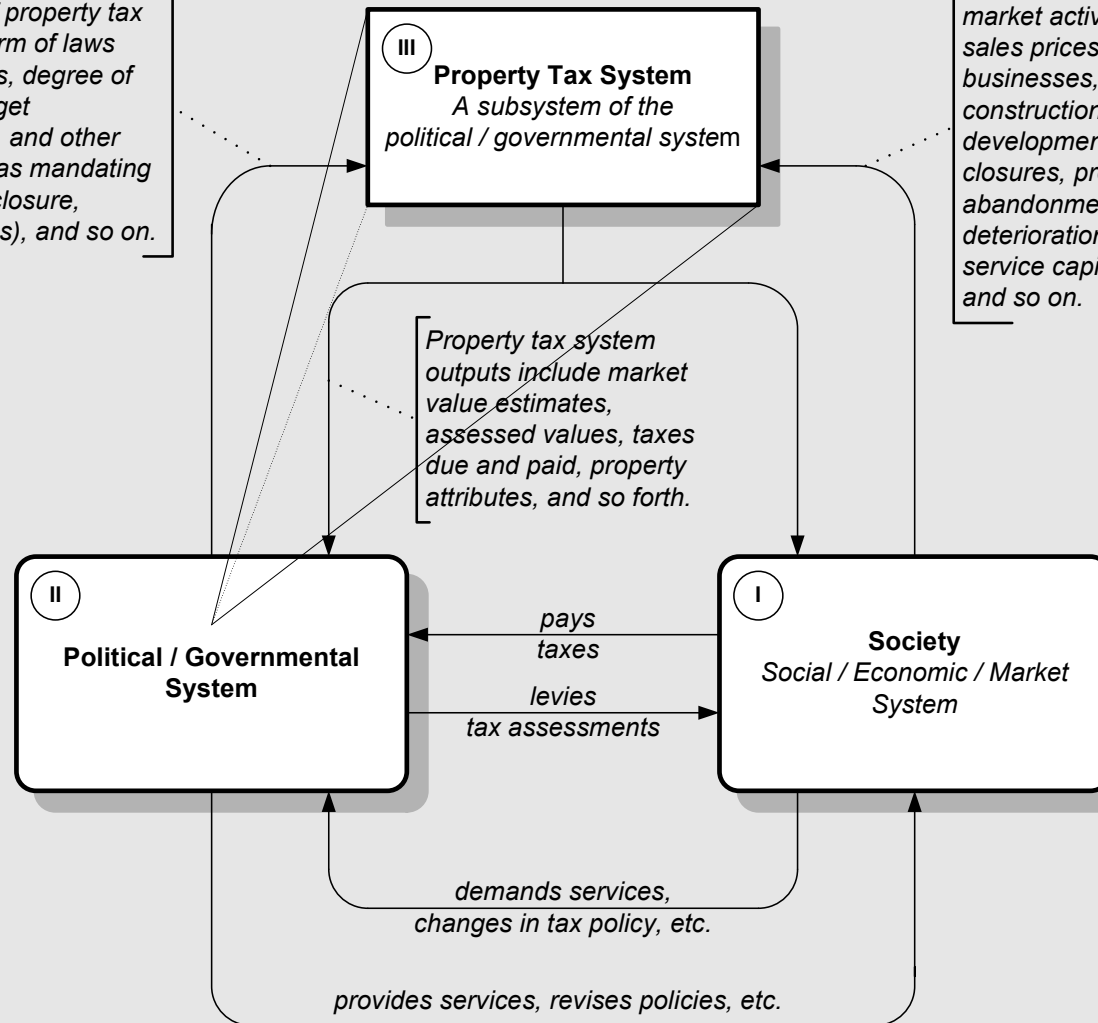 property tax
rm of laws
s, degree of
get
, and other
as mandating
closure,
s), and so on.
III
Property Tax System
A subsystem of the
political / governmental system
market activ
sales prices
businesses,
construction
development
closures, pr
abandonme
deterioration
service capi
and so on.
Property tax system
outputs include market
value estimates,
assessed values, taxes
due and paid, property
attributes, and so forth.
II
Political / Governmental
System
pays
taxes
levies
tax assessments
I
Society
Social / Economic / Market
System
demands services,
changes in tax policy, etc.
provides services, revises policies, etc.